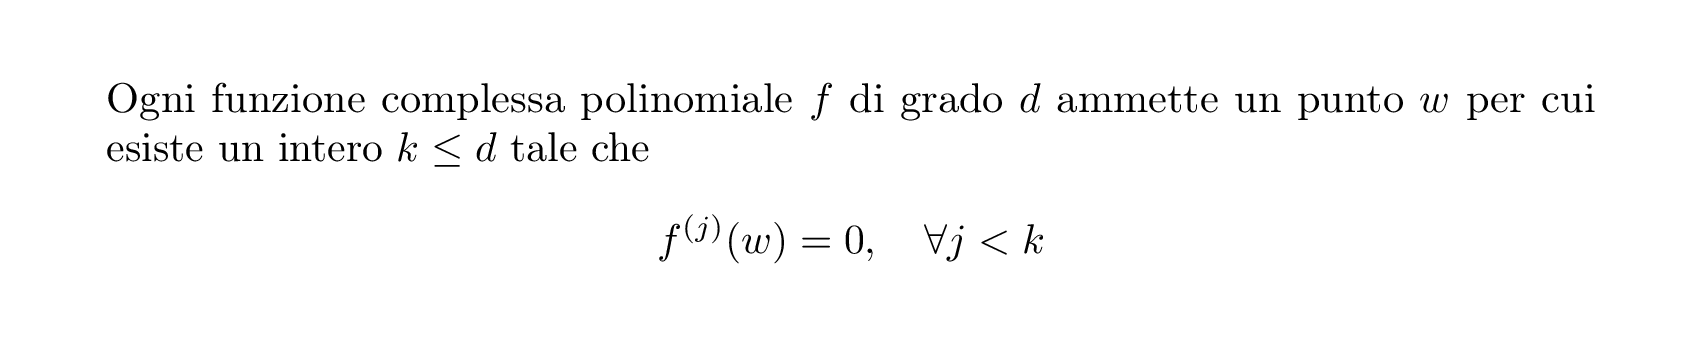 Ogni funzione complessa polinomiale f di grado d ammette un punto w per cui
esiste un intero k ≤ d tale che
f^{(j)}(w) = 0, ∀j < k